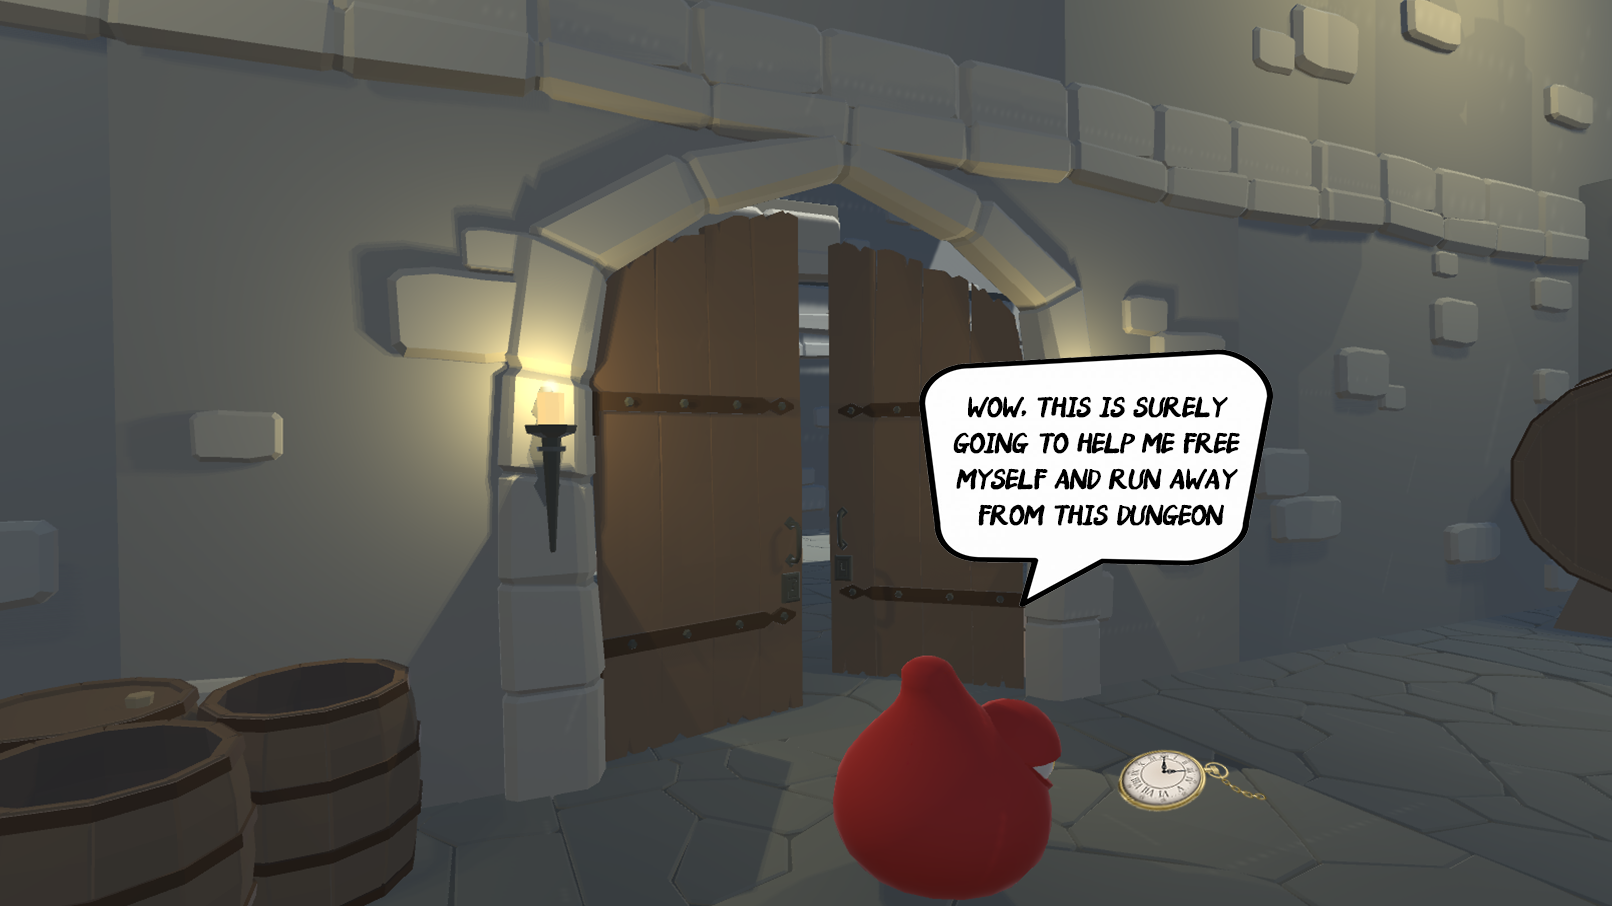 WOW, THIS IS SURELY
GOING TO HELP ME FREE
MYSELF AND RUN AWAY
FROM THIS DUNGEON